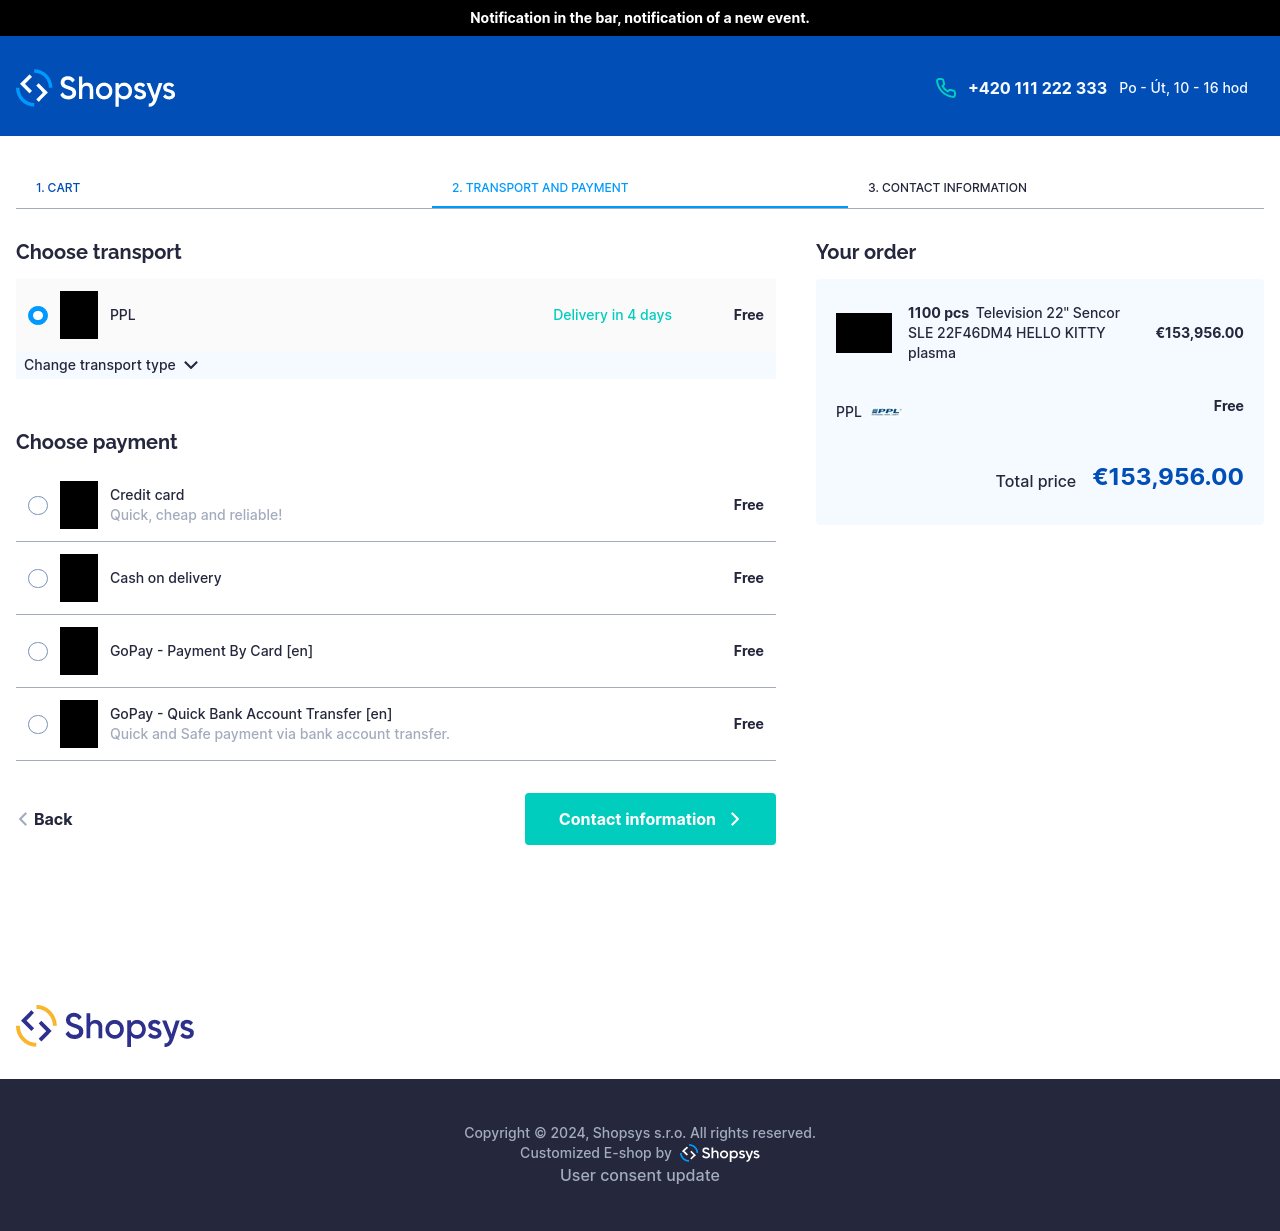 Notification in the bar, notification of a new event.
Shopsys
+420 111 222 333 Po - Út, 10 - 16 hod
1. CART
2. TRANSPORT AND PAYMENT
3. CONTACT INFORMATION
Choose transport
PPL
Delivery in 4 days
Free
Change transport type
Choose payment
Credit card
Quick, cheap and reliable!
Free
Cash on delivery
Free
GoPay - Payment By Card [en]
Free
GoPay - Quick Bank Account Transfer [en]
Quick and Safe payment via bank account transfer.
Free
Back
Contact information
Your order
1100 pcs Television 22" Sencor
SLE 22F46DM4 HELLO KITTY
plasma
€153,956.00
PPL PPL
Free
Total price €153,956.00
Shopsys
Copyright © 2024, Shopsys s.r.o. All rights reserved.
Customized E-shop by Shopsys
User consent update